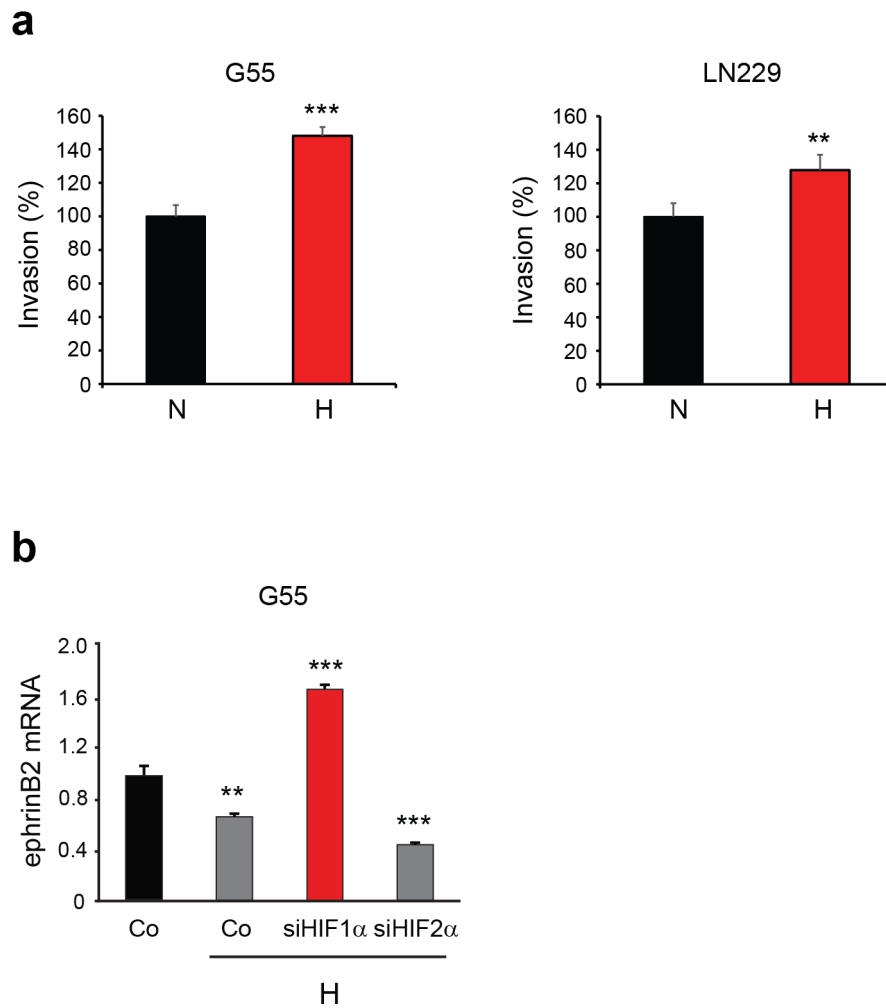 a
G55
LN229
***
**
160
140
120
100
80
60
40
20
0
Invasion (%)
N
H
160
140
120
100
80
60
40
20
0
Invasion (%)
N
H
b
G55
2.0
1.6
1.2
0.8
0.4
0
ephrinB2 mRNA
**
***
***
Co
Co
siHIF1α
siHIF2α
H